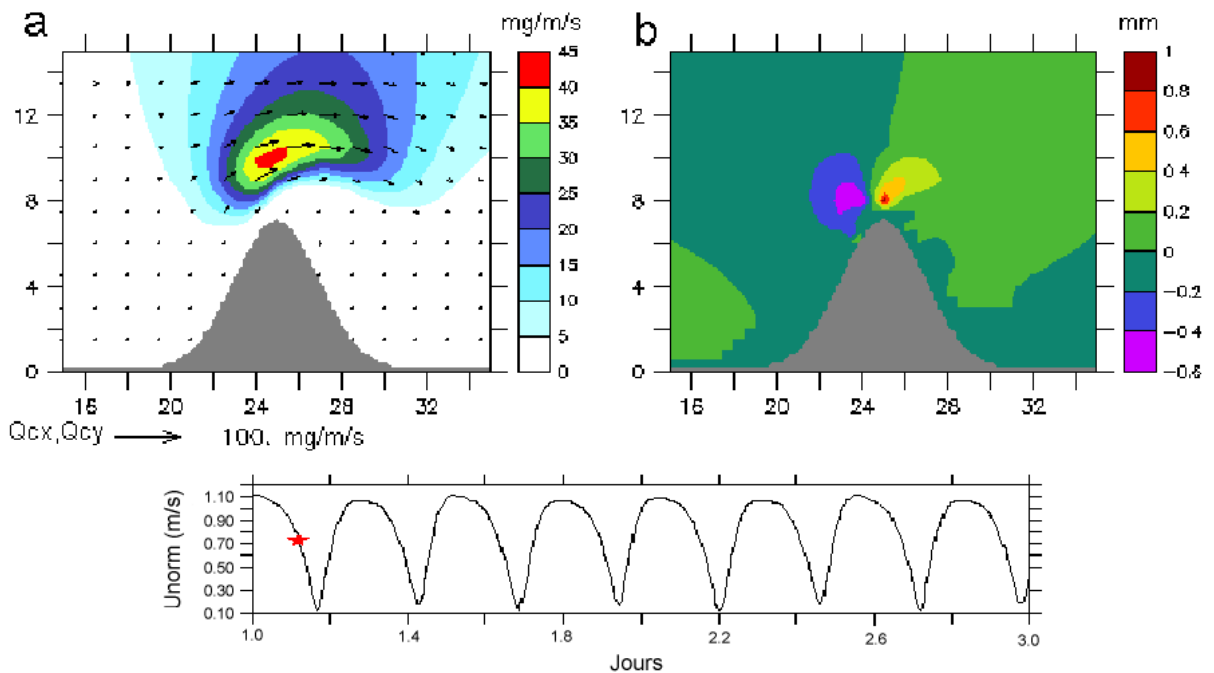 a mg/m/s b mm
45 1
40 0.8
12 35 12 0.6
30 0.4
8 25 8 0.2
20 0
4 15 4 -0.2
10 -0.4
5 -0.6
0 0 0
16 20 24 28 32 16 20 24 28 32
Qcx,Qcy 100. mg/m/s
Unorm (m/s)
1.10
0.90
0.70
0.50
0.30
0.10
1.0 1.4 1.8 2.2 2.6 3.0
Jours